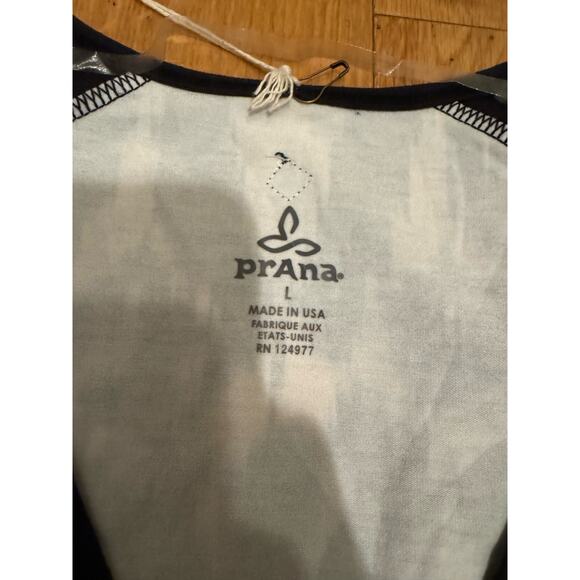 prAna
L
MADE IN USA
FABRIQUE AUX
ETATS-UNIS
RN 124977